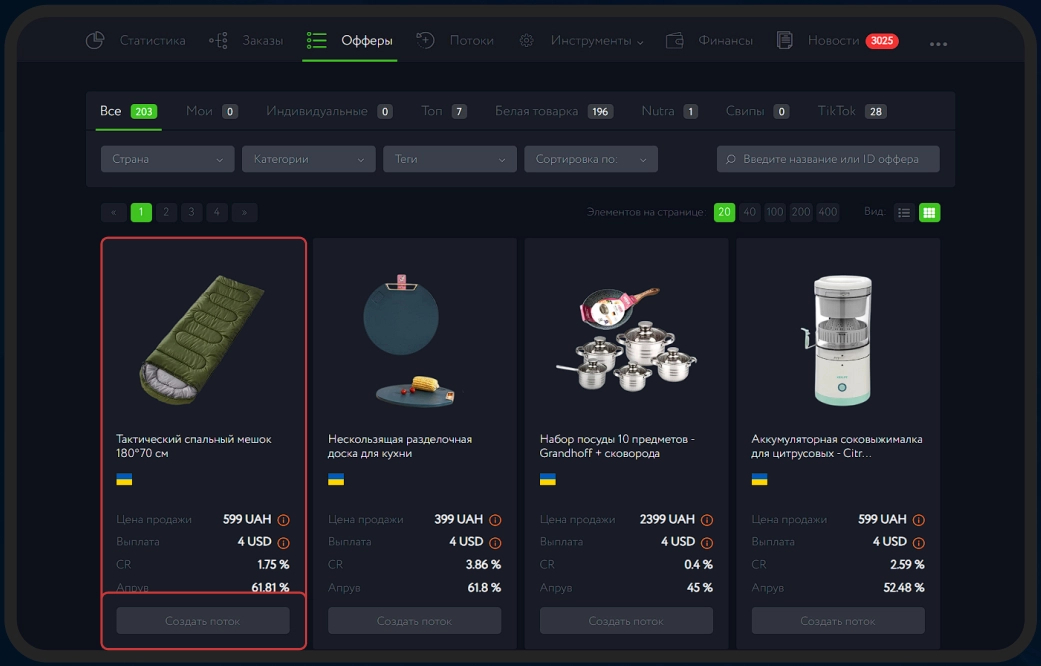 Статистика Заказы Офферы Потоки Инструменты Финансы Новости 3025
Все 203 Мои 0 Индивидуальные 0 Топ 7 Белая товарка 196 Nutra 1 Свипы 0 TikTok 28
Страна Категории Теги Сортировка по: Введите название или ID оффера
« 1 2 3 4 » Элементов на странице: 20 40 100 200 400 Вид:
Тактический спальный мешок
180*70 см
Цена продажи 599 UAH
Выплата 4 USD
CR 1.75 %
Апрув 61.81 %
Создать поток
Нескользящая разделочная
доска для кухни
Цена продажи 399 UAH
Выплата 4 USD
CR 3.86 %
Апрув 61.8 %
Создать поток
Набор посуды 10 предметов -
Grandhoff + сковорода
Цена продажи 2399 UAH
Выплата 4 USD
CR 0.4 %
Апрув 45 %
Создать поток
Аккумуляторная соковыжималка
для цитрусовых - Citr...
Цена продажи 599 UAH
Выплата 4 USD
CR 2.59 %
Апрув 52.48 %
Создать поток